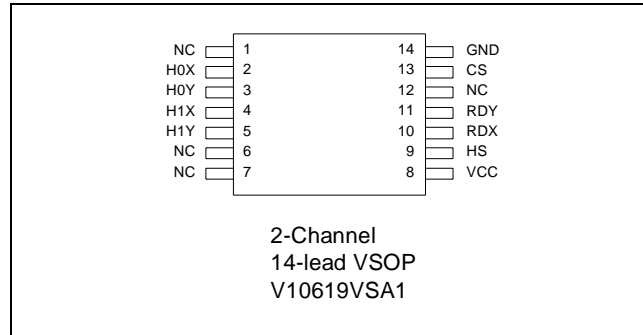 NC 1 14 GND
H0X 2 13 CS
H0Y 3 12 NC
H1X 4 11 RDY
H1Y 5 10 RDX
NC 6 9 HS
NC 7 8 VCC
2-Channel
14-lead VSOP
V10619VSA1